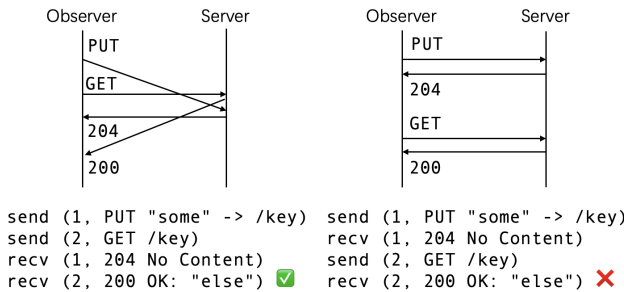 Observer Server
PUT
GET
204
200
send (1, PUT "some" -> /key)
send (2, GET /key)
recv (1, 204 No Content)
recv (2, 200 OK: "else") ✅
Observer Server
PUT
204
GET
200
send (1, PUT "some" -> /key)
recv (1, 204 No Content)
send (2, GET /key)
recv (2, 200 OK: "else") ❌